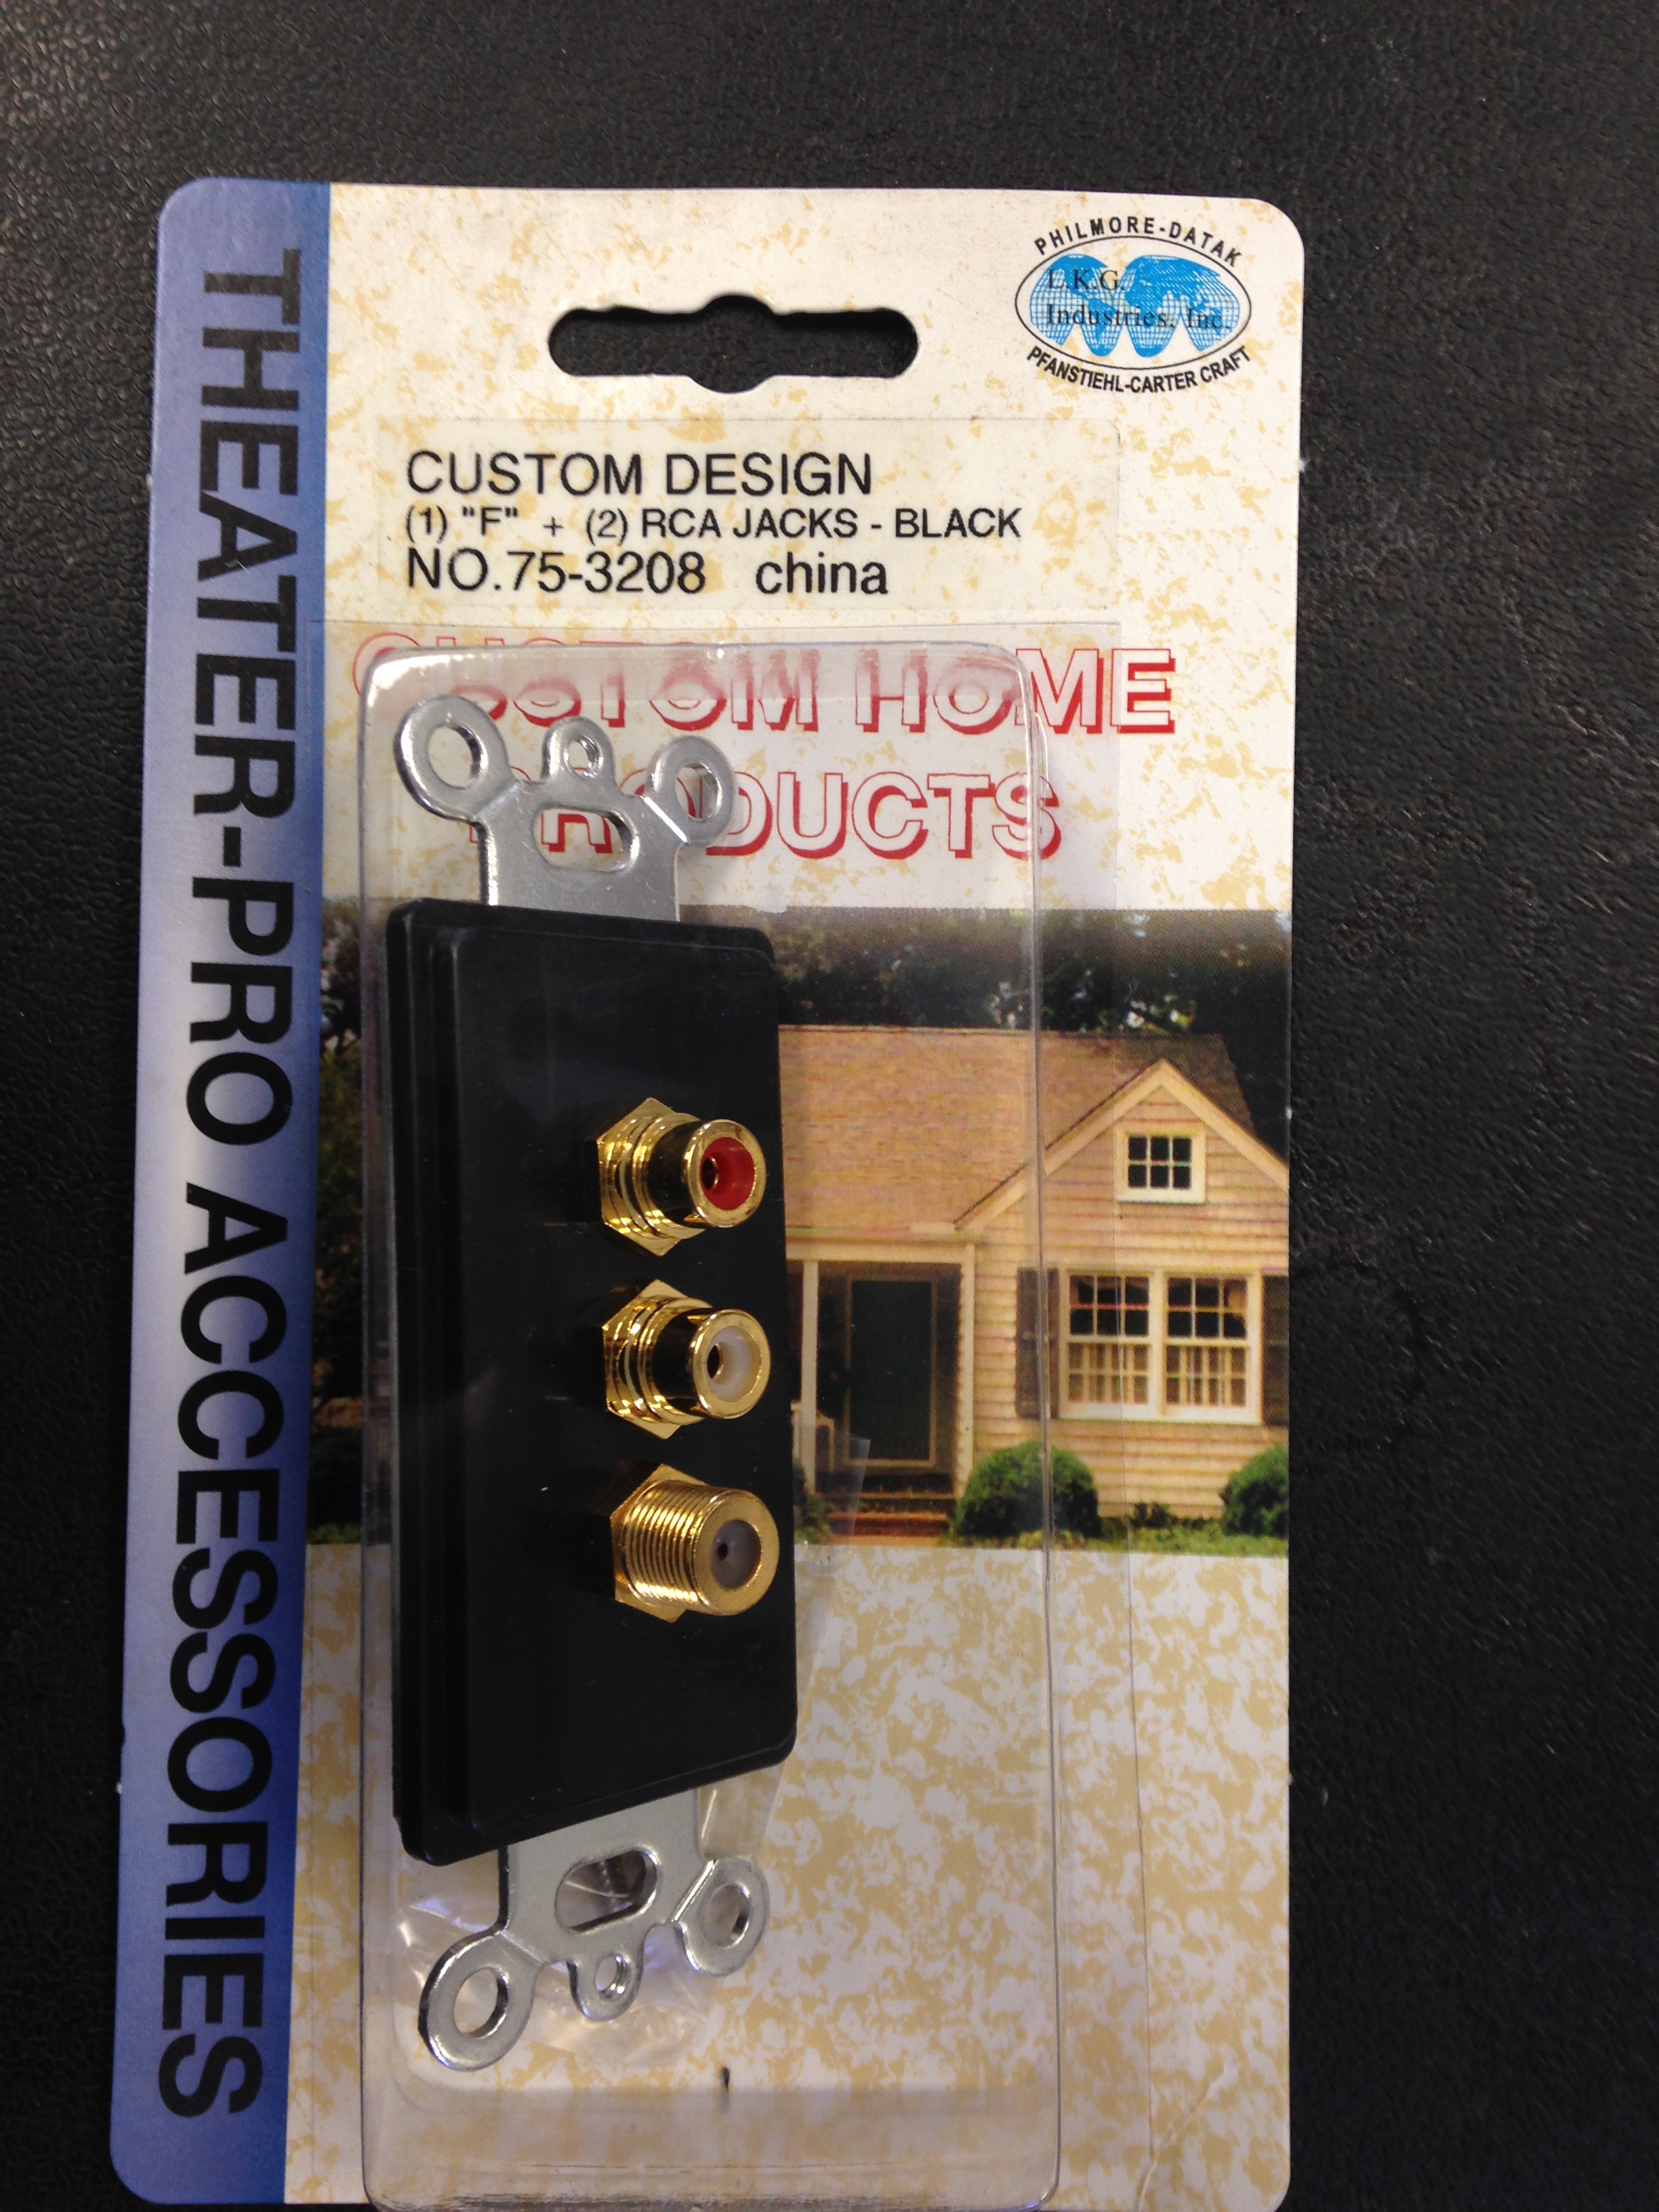 PHILMORE-DATAK
L.K.G.
Industries, Inc.
PFANSTIEHL-CARTER CRAFT
CUSTOM DESIGN
(1) "F" + (2) RCA JACKS - BLACK
NO.75-3208 china
CUSTOM HOME
PRODUCTS
THEATER-PRO ACCESSORIES